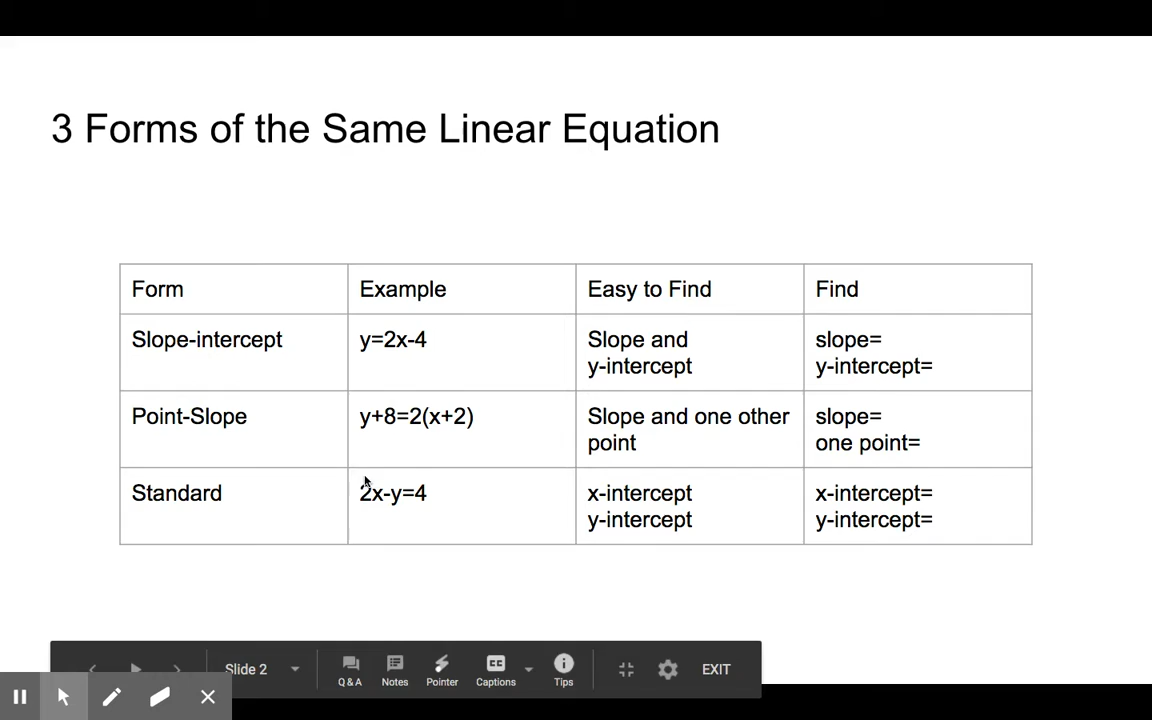 3 Forms of the Same Linear Equation
Form
Example
Easy to Find
Find
Slope-intercept
y=2x-4
Slope and
y-intercept
slope=
y-intercept=
Point-Slope
y+8=2(x+2)
Slope and one other
point
slope=
one point=
Standard
2x-y=4
x-intercept
y-intercept
x-intercept=
y-intercept=
Slide 2
Q & A
Notes
Pointer
CC
Captions
Tips
EXIT